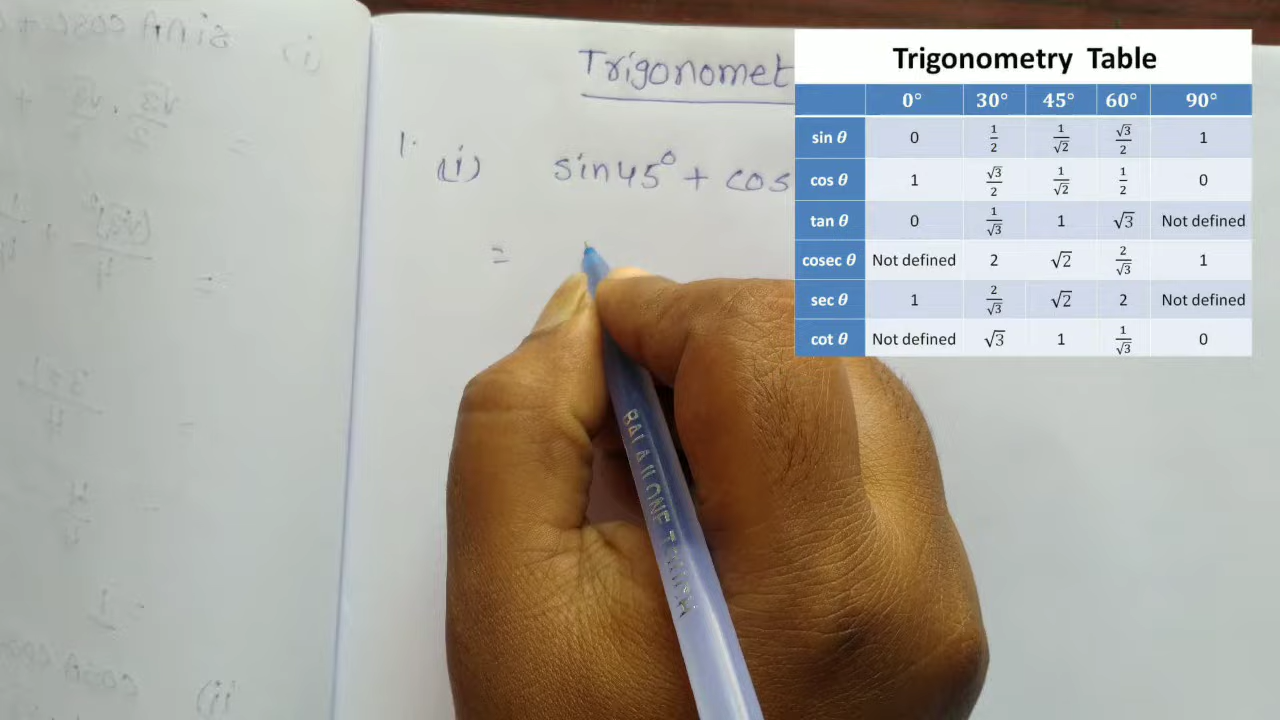 Trigonomet
1.
(i) sin45° + cos
=
Trigonometry Table
0° 30° 45° 60° 90°
sin θ 0 1/2 1/√2 √3/2 1
cos θ 1 √3/2 1/√2 1/2 0
tan θ 0 1/√3 1 √3 Not defined
cosec θ Not defined 2 √2 2/√3 1
sec θ 1 2/√3 √2 2 Not defined
cot θ Not defined √3 1 1/√3 0